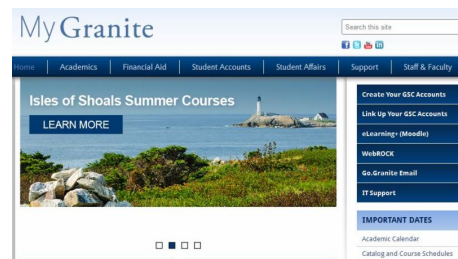 My Granite
Search this site
Home Academics Financial Aid Student Accounts Student Affairs Support Staff & Faculty
Isles of Shoals Summer Courses
LEARN MORE
Create Your GSC Accounts
Link Up Your GSC Accounts
eLearning+ (Moodle)
WebROCK
Go.Granite Email
IT Support
IMPORTANT DATES
Academic Calendar
Catalog and Course Schedules